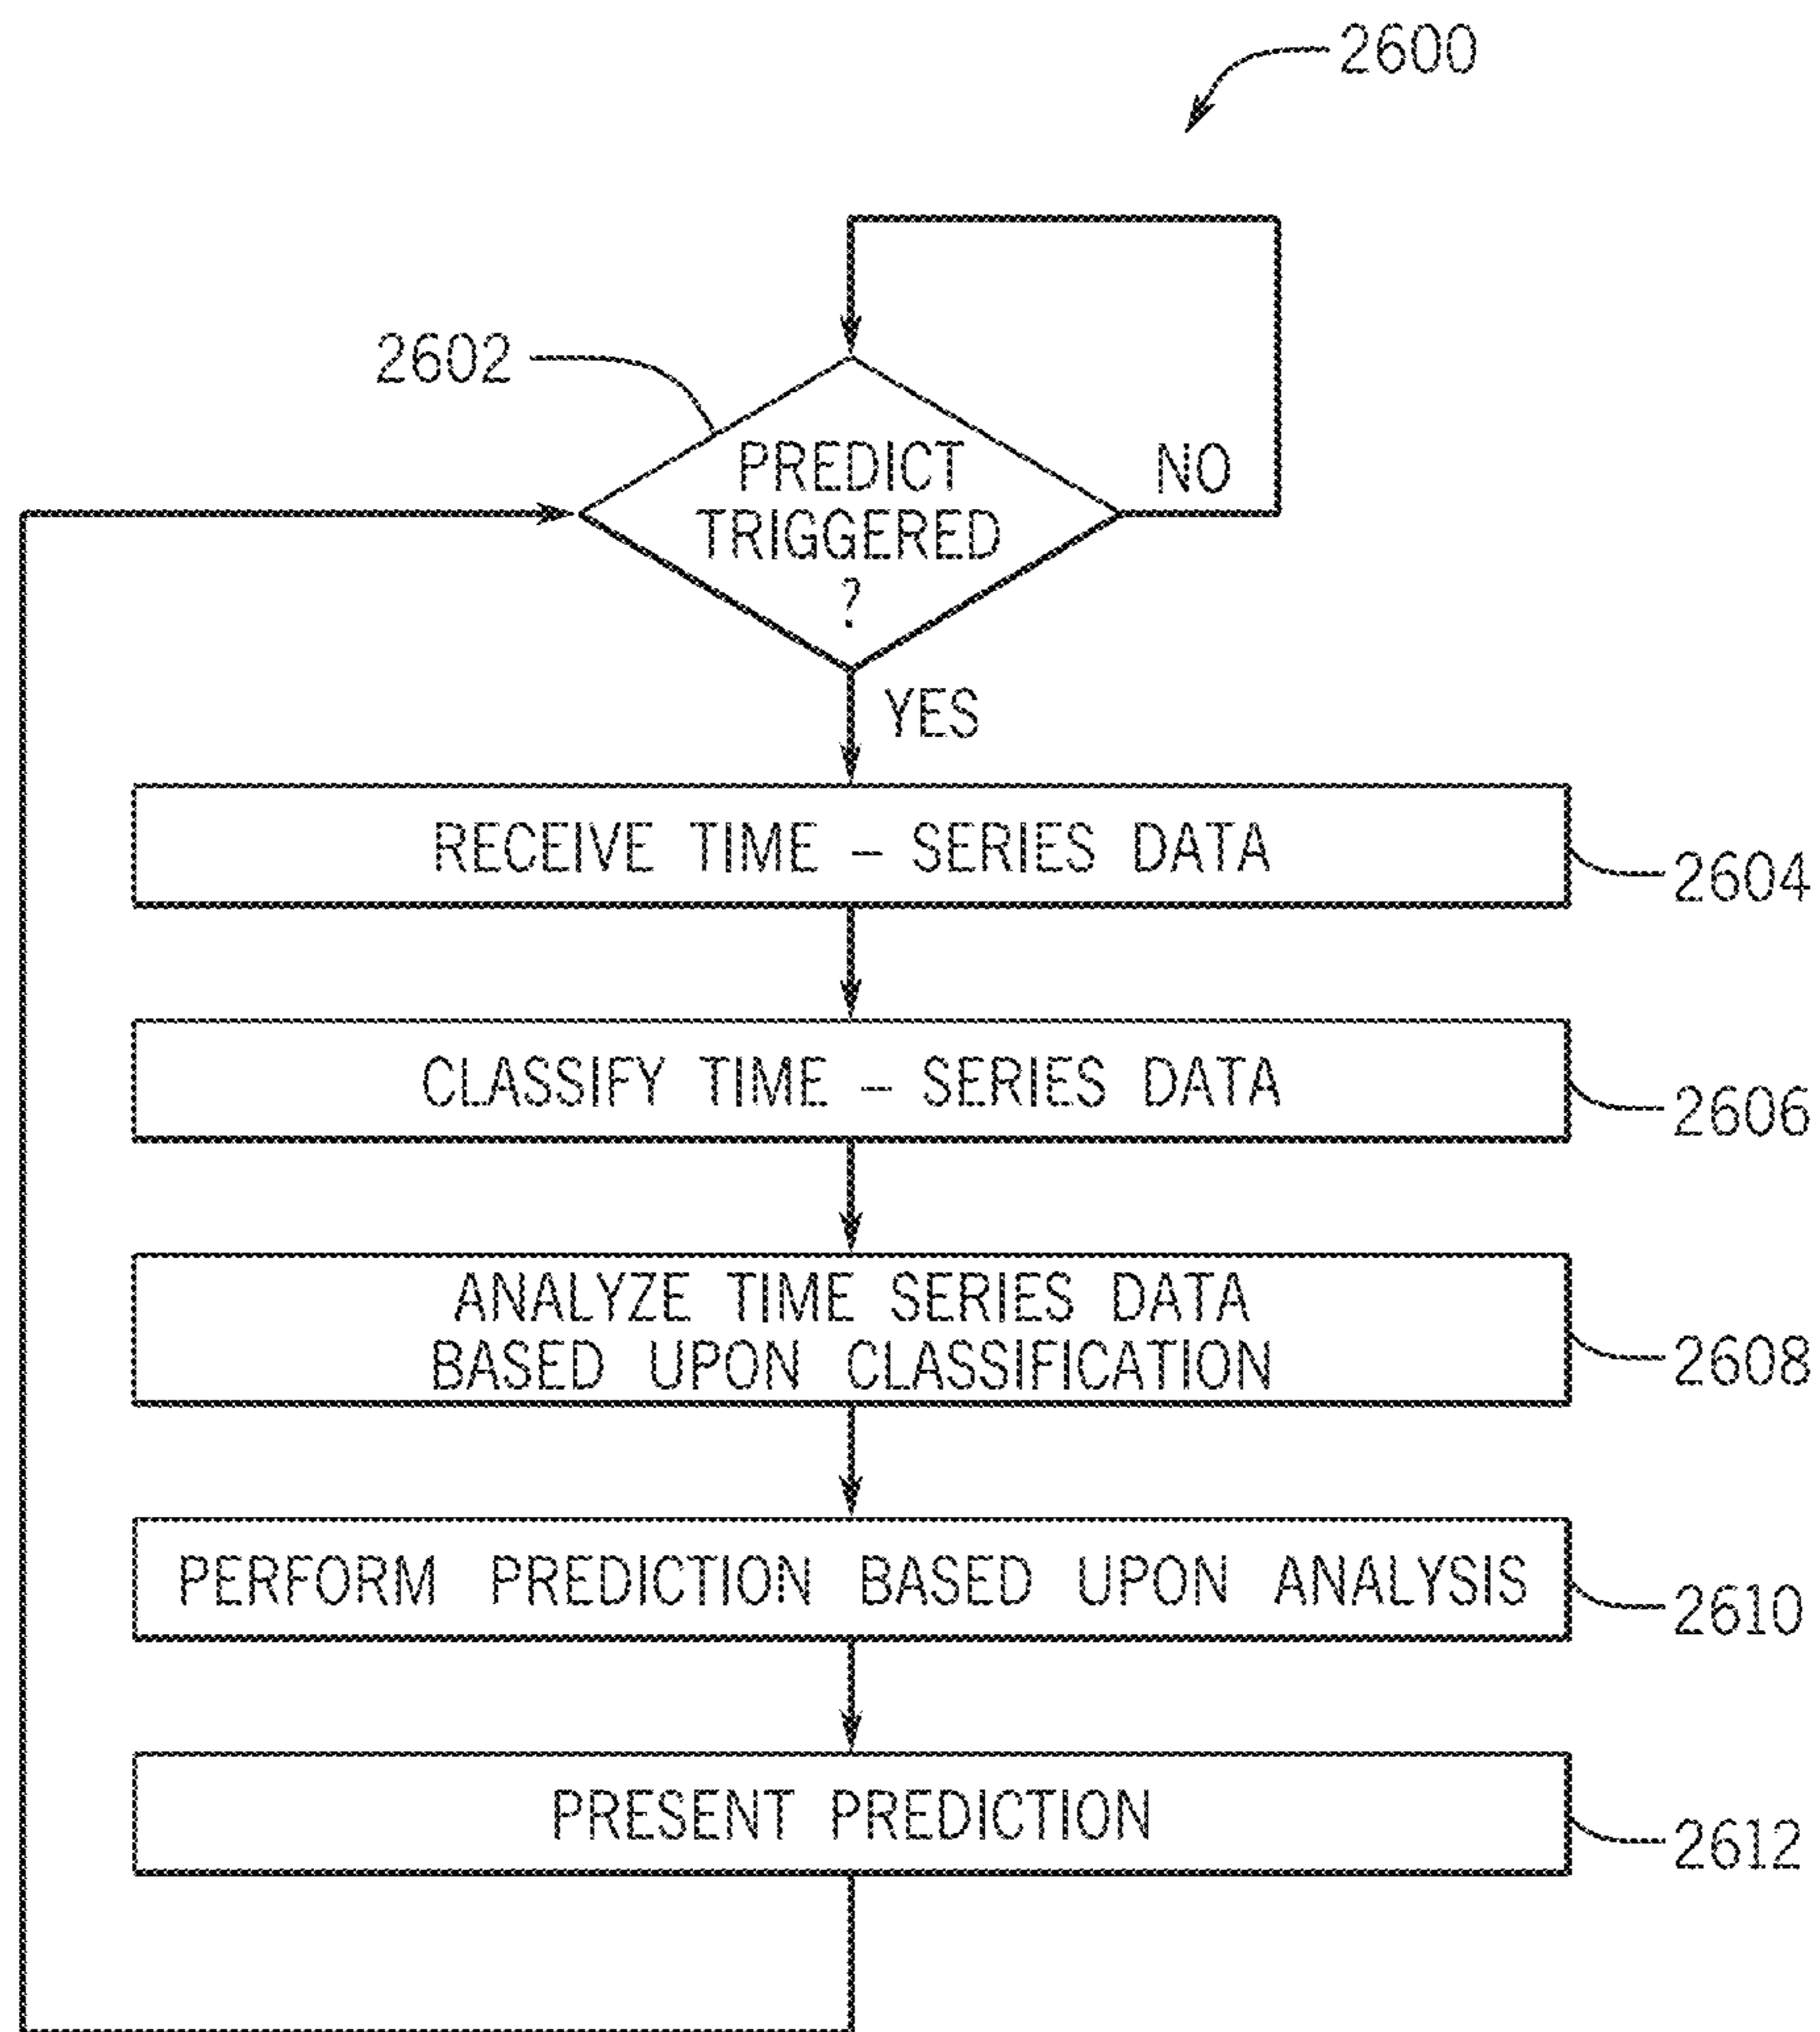 2600
2602
PREDICT
TRIGGERED
?
NO
YES
RECEIVE TIME – SERIES DATA
2604
CLASSIFY TIME – SERIES DATA
2606
ANALYZE TIME SERIES DATA
BASED UPON CLASSIFICATION
2608
PERFORM PREDICTION BASED UPON ANALYSIS
2610
PRESENT PREDICTION
2612